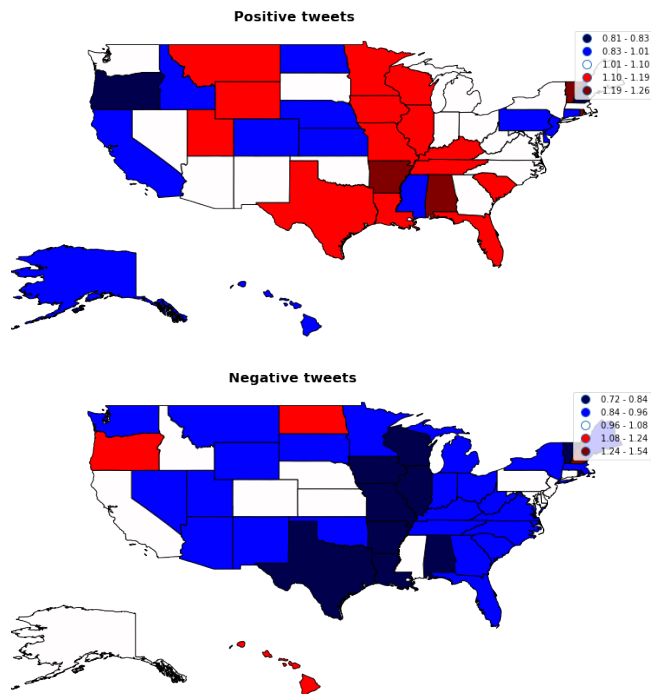 Positive tweets
0.81 - 0.83
0.83 - 1.01
1.01 - 1.10
1.10 - 1.19
1.19 - 1.26
Negative tweets
0.72 - 0.84
0.84 - 0.96
0.96 - 1.08
1.08 - 1.24
1.24 - 1.54